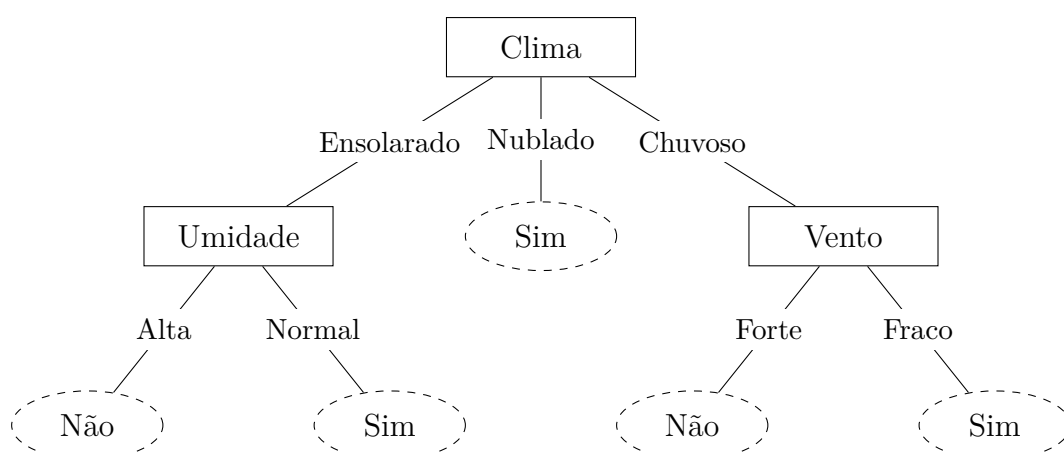 Clima
Ensolarado Nublado Chuvoso
Umidade Sim Vento
Alta Normal Forte Fraco
Não Sim Não Sim